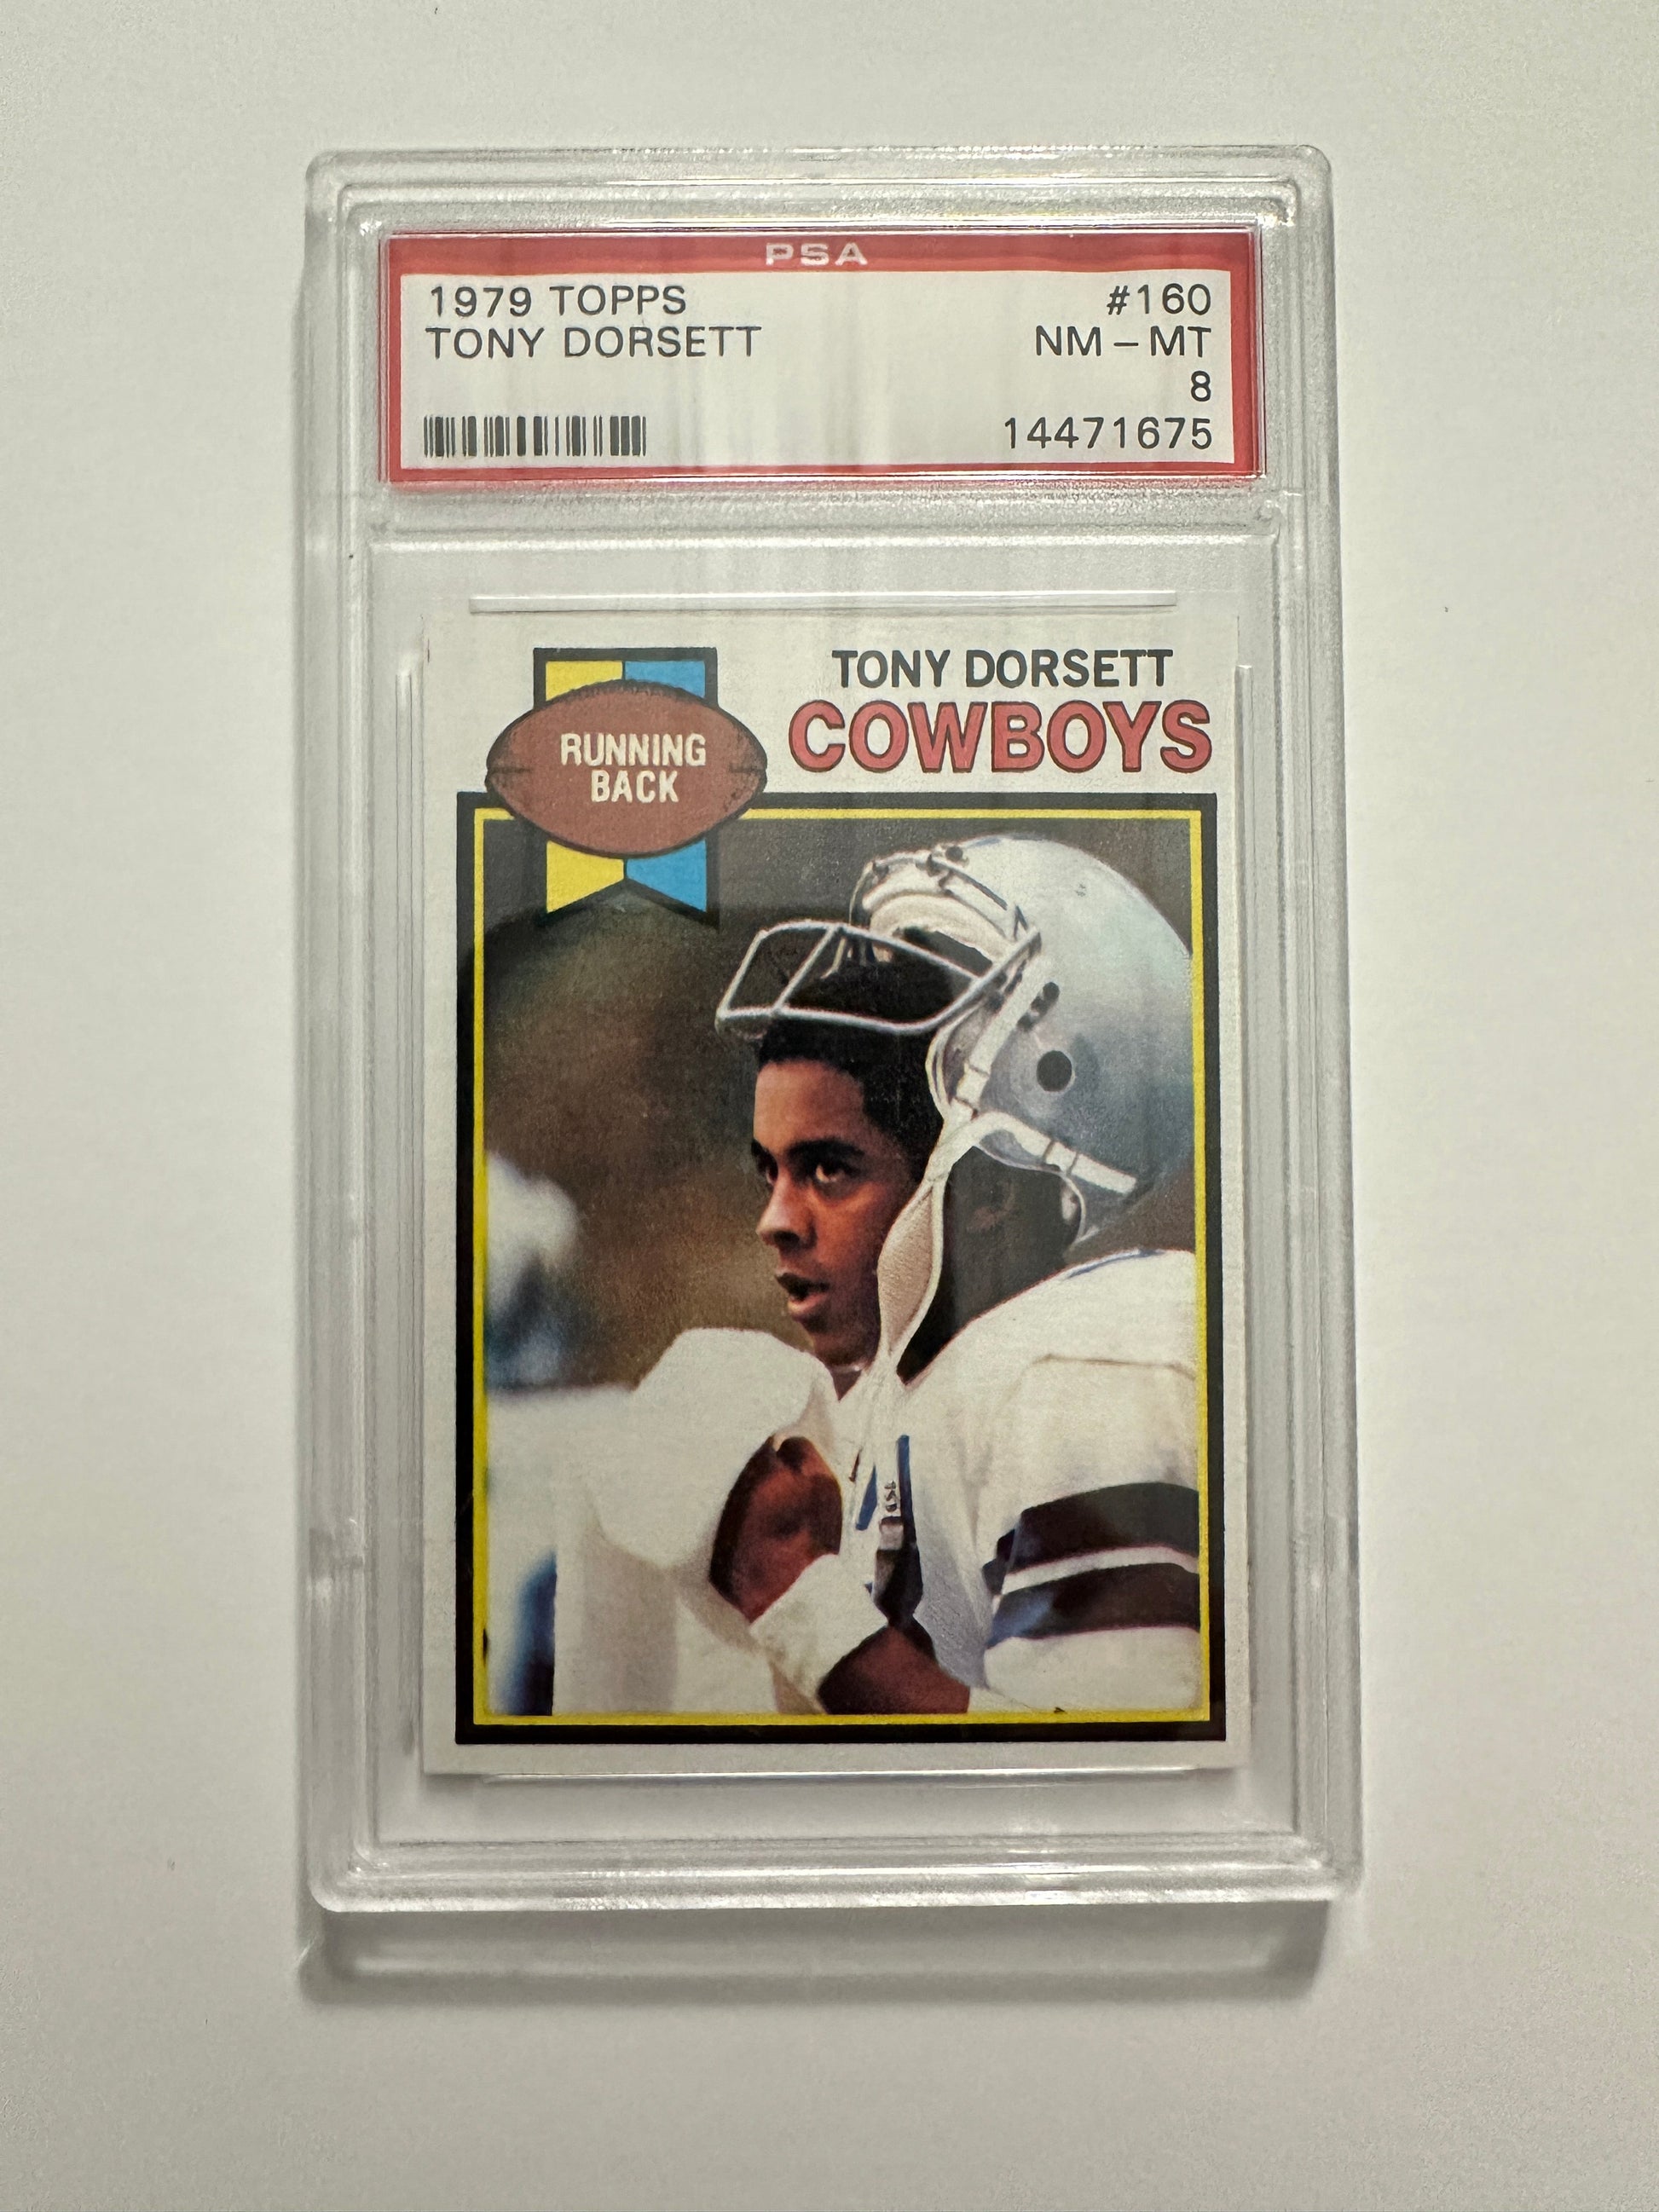 PSA
1979 TOPPS #160
TONY DORSETT NM - MT
8
14471675
TONY DORSETT
COWBOYS
RUNNING
BACK